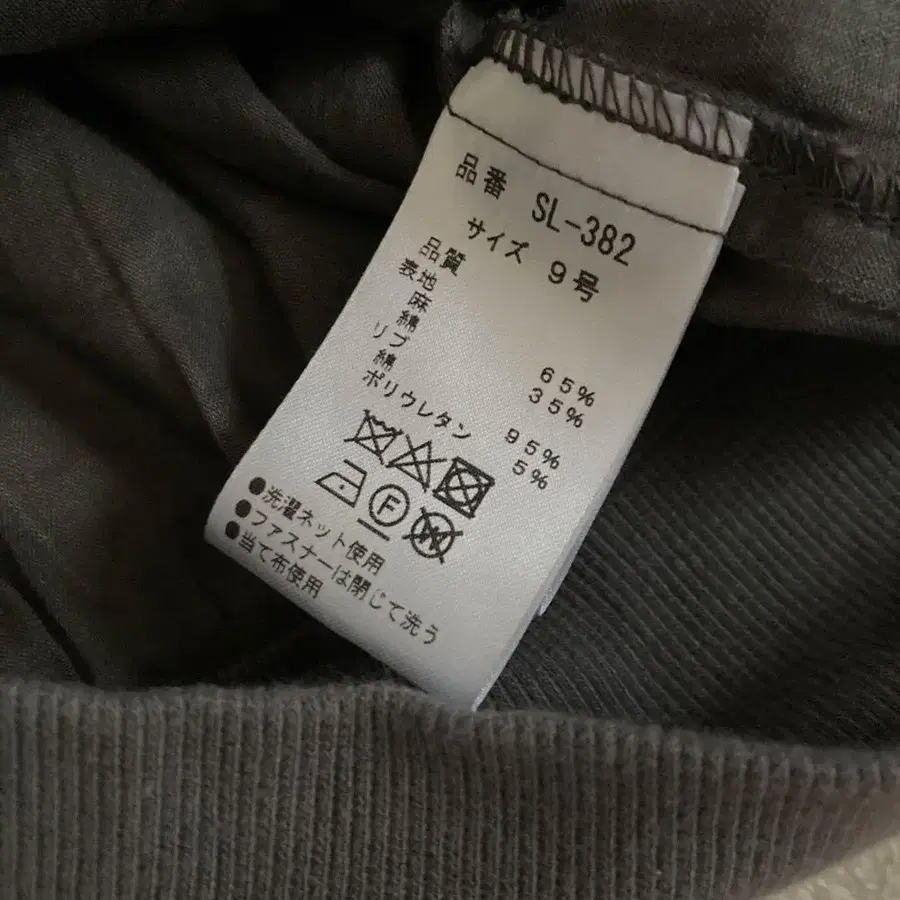 品番 SL-382
サイズ 9号
品質
表地
麻 65%
綿 35%
リブ
綿 95%
ポリウレタン 5%
F
W
●洗濯ネット使用
●ファスナーは閉じて洗う
●当て布使用